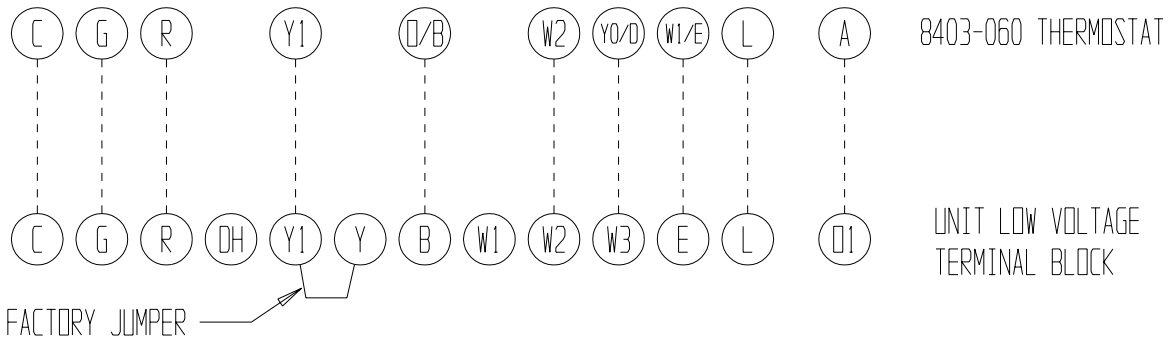 C G R Y1 O/B W2 YO/D W1/E L A 8403-060 THERMOSTAT
C G R OH Y1 Y B W1 W2 W3 E L O1 UNIT LOW VOLTAGE
TERMINAL BLOCK
FACTORY JUMPER